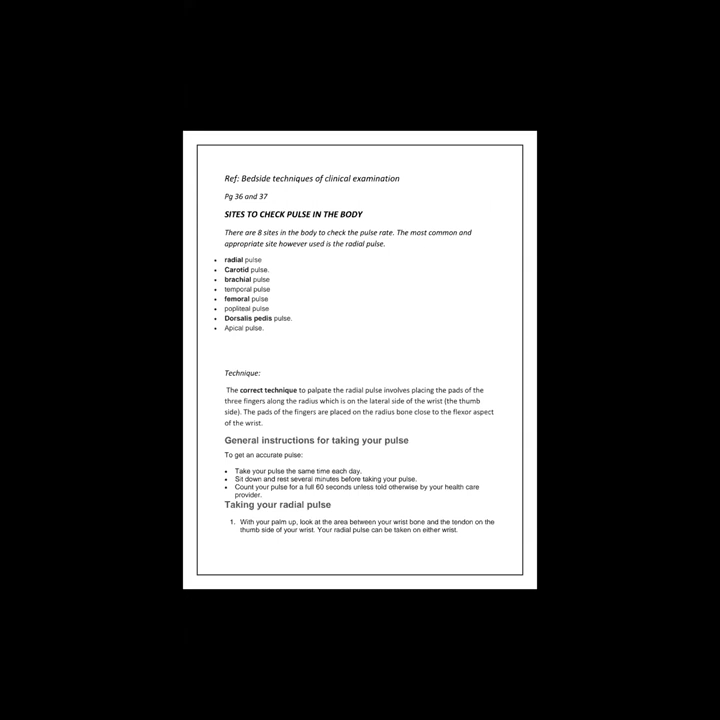 Ref: Bedside techniques of clinical examination
Pg 36 and 37
SITES TO CHECK PULSE IN THE BODY
There are 8 sites in the body to check the pulse rate. The most common and
appropriate site however used is the radial pulse.
• radial pulse
• Carotid pulse.
• brachial pulse
• temporal pulse
• femoral pulse
• popliteal pulse
• Dorsalis pedis pulse.
• Apical pulse.
Technique:
The correct technique to palpate the radial pulse involves placing the pads of the
three fingers along the radius which is on the lateral side of the wrist (the thumb
side). The pads of the fingers are placed on the radius bone close to the flexor aspect
of the wrist.
General instructions for taking your pulse
To get an accurate pulse:
• Take your pulse the same time each day.
• Sit down and rest several minutes before taking your pulse.
• Count your pulse for a full 60 seconds unless told otherwise by your health care
provider.
Taking your radial pulse
1. With your palm up, look at the area between your wrist bone and the tendon on the
thumb side of your wrist. Your radial pulse can be taken on either wrist.